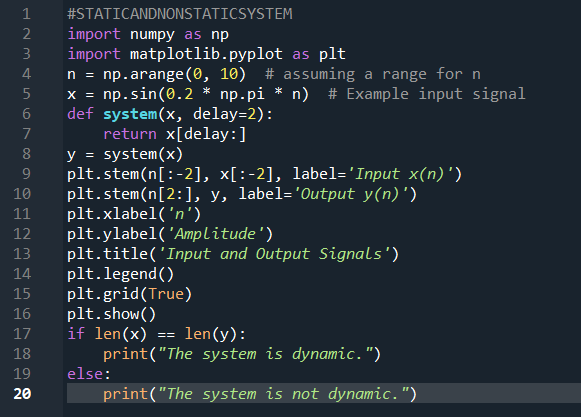 1 #STATICANDNONSTATICSYSTEM
2 import numpy as np
3 import matplotlib.pyplot as plt
4 n = np.arange(0, 10)  # assuming a range for n
5 x = np.sin(0.2 * np.pi * n)  # Example input signal
6 def system(x, delay=2):
7     return x[delay:]
8 y = system(x)
9 plt.stem(n[:-2], x[:-2], label='Input x(n)')
10 plt.stem(n[2:], y, label='Output y(n)')
11 plt.xlabel('n')
12 plt.ylabel('Amplitude')
13 plt.title('Input and Output Signals')
14 plt.legend()
15 plt.grid(True)
16 plt.show()
17 if len(x) == len(y):
18     print("The system is dynamic.")
19 else:
20     print("The system is not dynamic.")